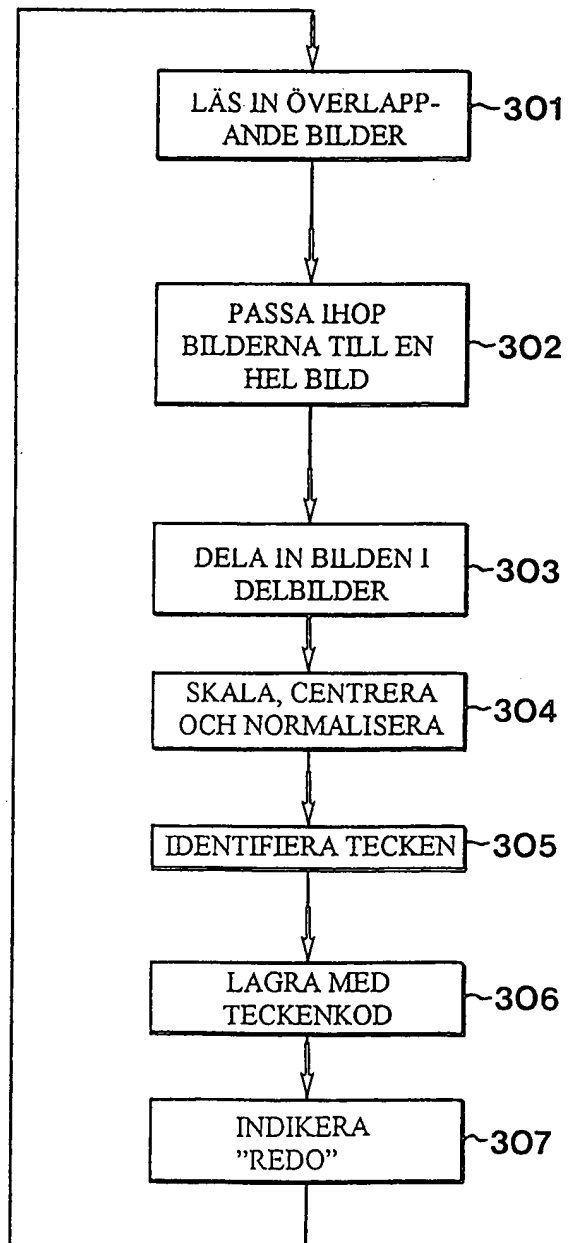 LÄS IN ÖVERLAPP-
ANDE BILDER
301
PASSA IHOP
BILDERNA TILL EN
HEL BILD
302
DELA IN BILDEN I
DELBILDER
303
SKALA, CENTRERA
OCH NORMALISERA
304
IDENTIFIERA TECKEN
305
LAGRA MED
TECKENKOD
306
INDIKERA
"REDO"
307